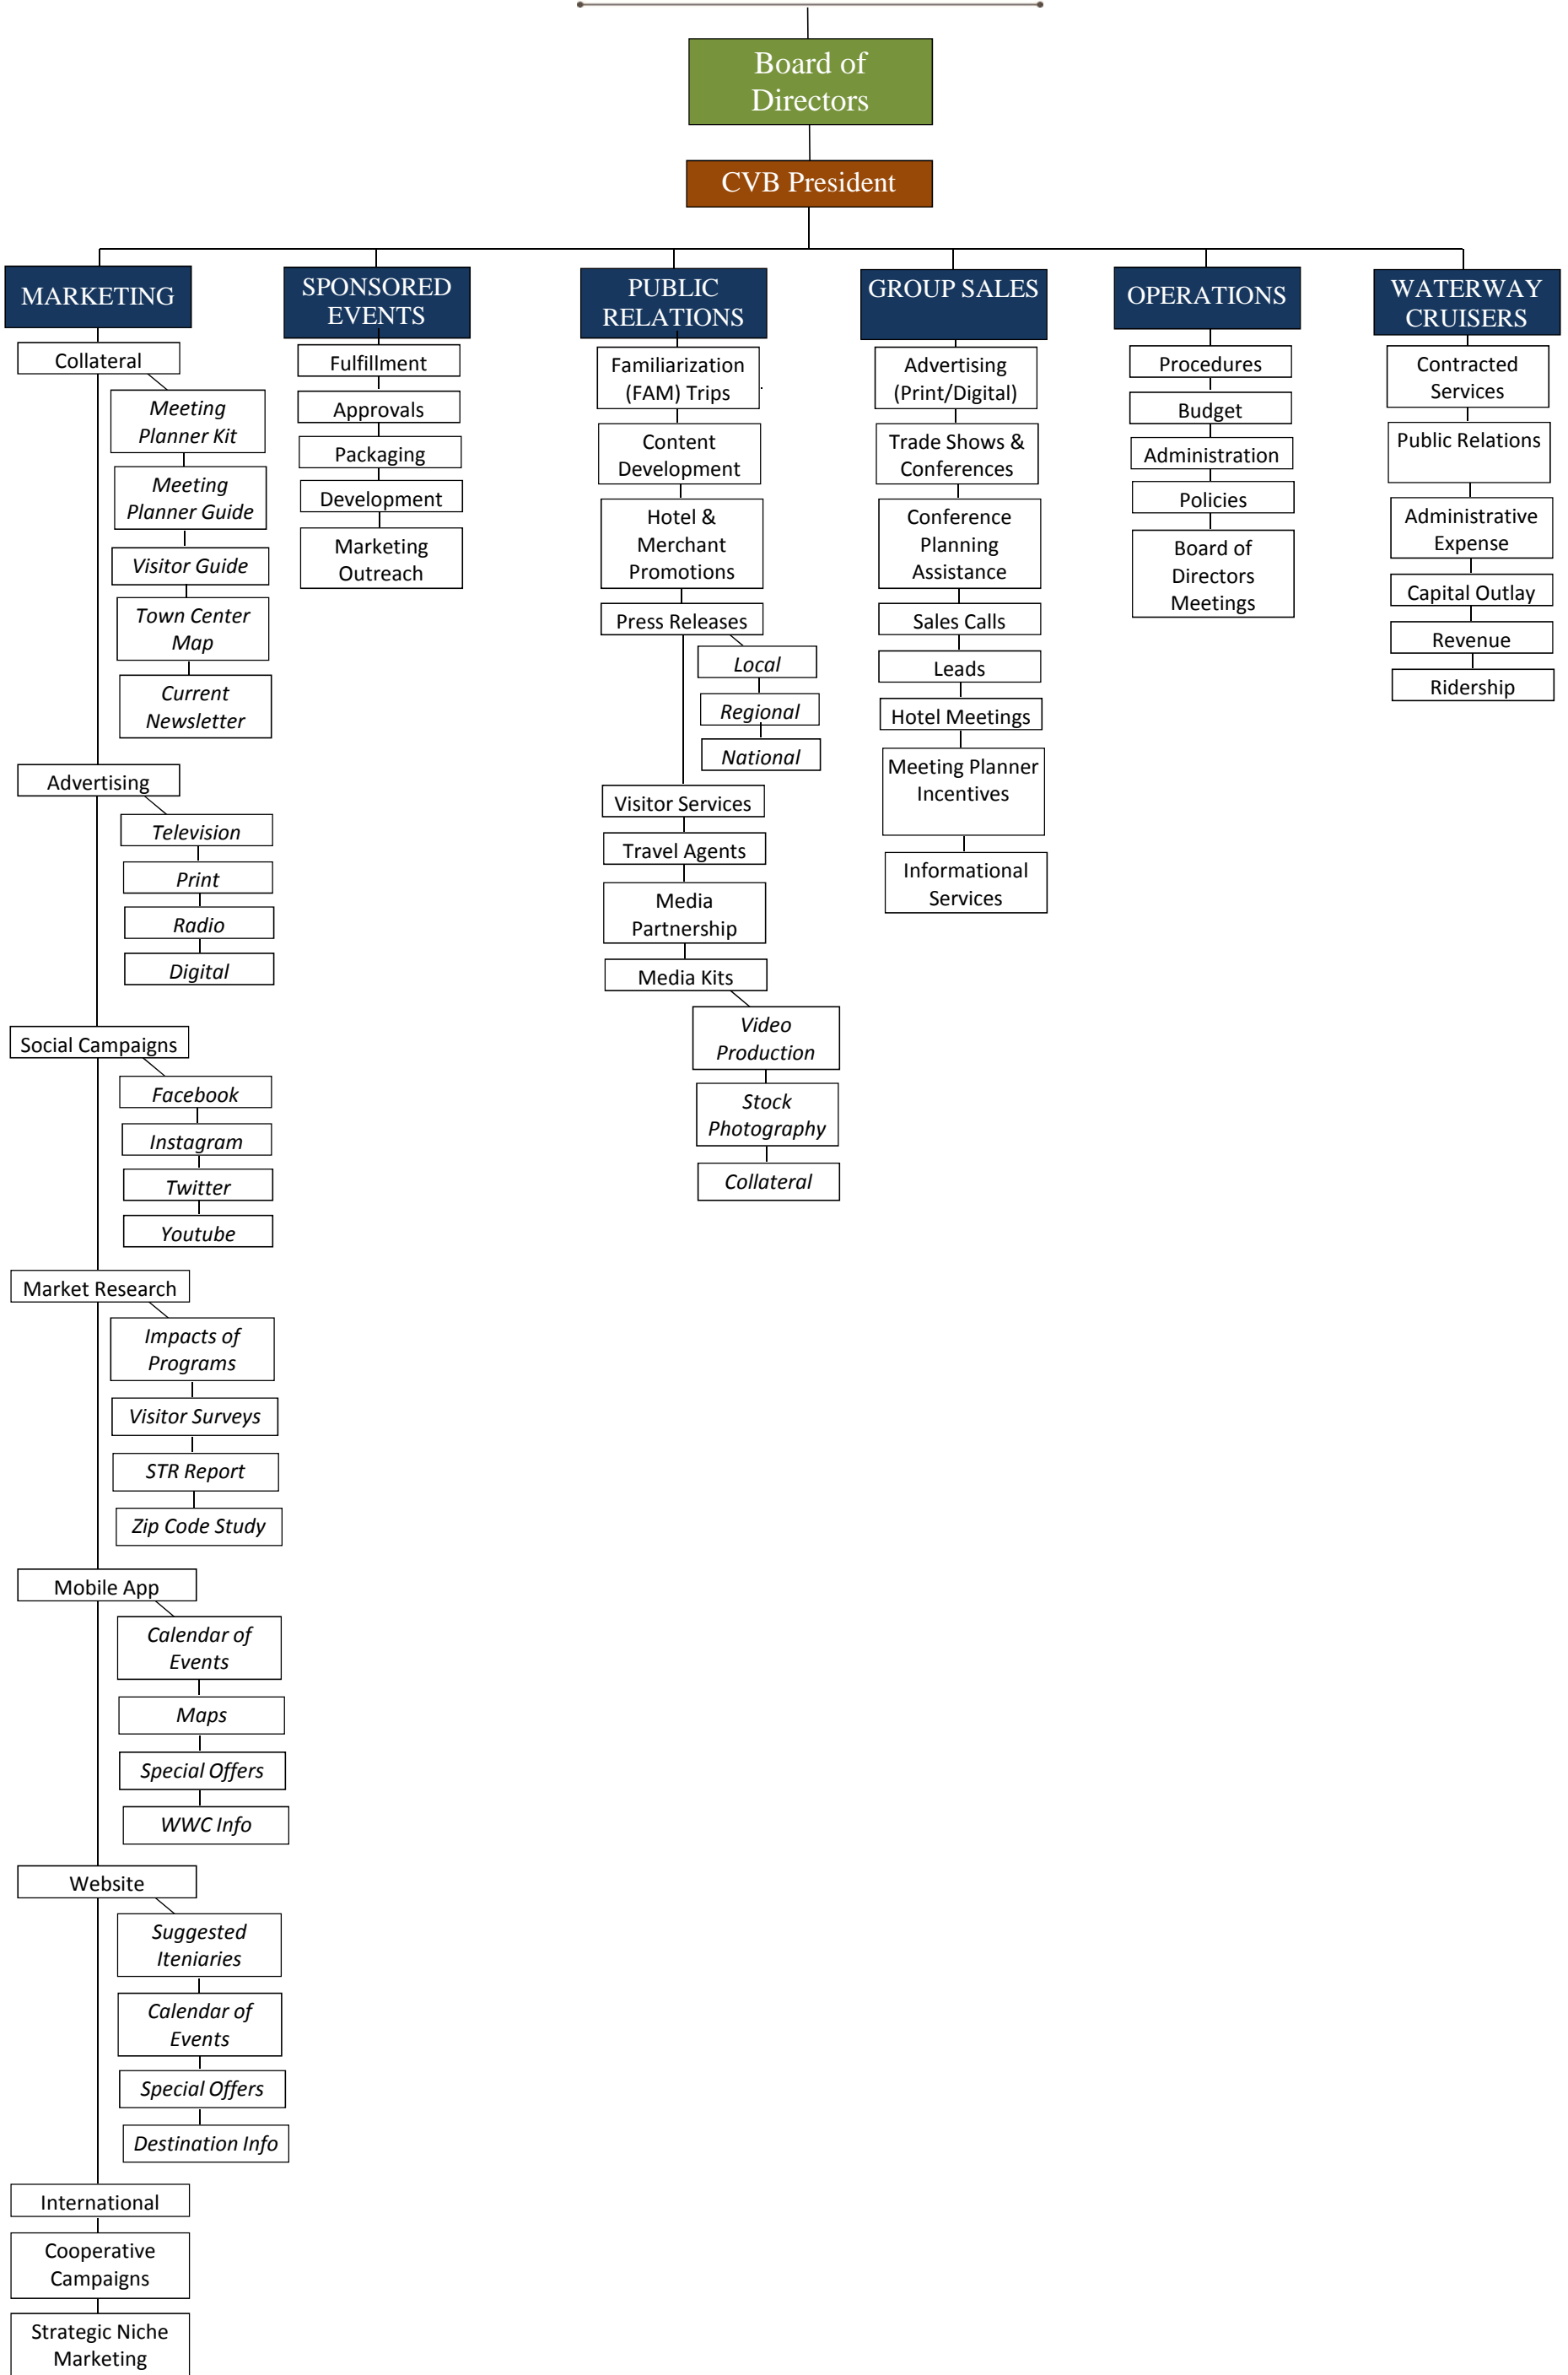 Board of
Directors
CVB President
MARKETING
Collateral
Meeting
Planner Kit
Meeting
Planner Guide
Visitor Guide
Town Center
Map
Current
Newsletter
Advertising
Television
Print
Radio
Digital
Social Campaigns
Facebook
Instagram
Twitter
Youtube
Market Research
Impacts of
Programs
Visitor Surveys
STR Report
Zip Code Study
Mobile App
Calendar of
Events
Maps
Special Offers
WWC Info
Website
Suggested
Iteniaries
Calendar of
Events
Special Offers
Destination Info
International
Cooperative
Campaigns
Strategic Niche
Marketing
SPONSORED
EVENTS
Fulfillment
Approvals
Packaging
Development
Marketing
Outreach
PUBLIC
RELATIONS
Familiarization
(FAM) Trips
Content
Development
Hotel &
Merchant
Promotions
Press Releases
Local
Regional
National
Visitor Services
Travel Agents
Media
Partnership
Media Kits
Video
Production
Stock
Photography
Collateral
GROUP SALES
Advertising
(Print/Digital)
Trade Shows &
Conferences
Conference
Planning
Assistance
Sales Calls
Leads
Hotel Meetings
Meeting Planner
Incentives
Informational
Services
OPERATIONS
Procedures
Budget
Administration
Policies
Board of
Directors
Meetings
WATERWAY
CRUISERS
Contracted
Services
Public Relations
Administrative
Expense
Capital Outlay
Revenue
Ridership